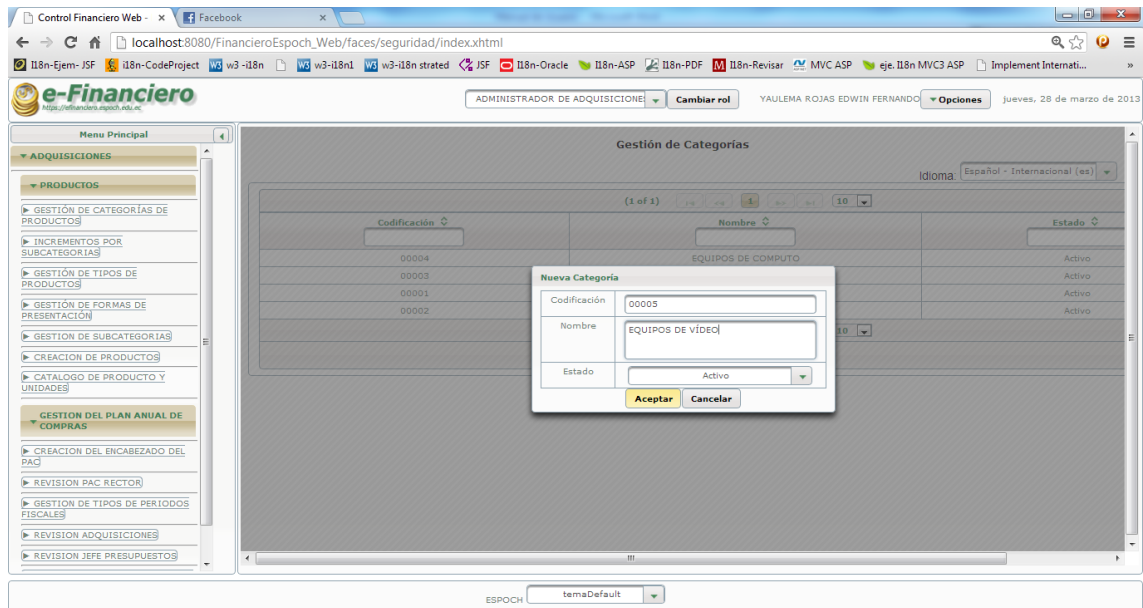 Control Financiero Web -
Facebook
localhost:8080/FinancieroEspoch_Web/faces/seguridad/index.xhtml
I18n-Ejem- JSF
i18n-CodeProject
w3 -i18n
w3-i18n1
w3-i18n strated
JSF
I18n-Oracle
I18n-ASP
I18n-PDF
I18n-Revisar
MVC ASP
eje. I18n MVC3 ASP
Implement Internati...
e-Financiero
https://efinanciero.espoch.edu.ec
ADMINISTRADOR DE ADQUISICIONE
Cambiar rol
YAULEMA ROJAS EDWIN FERNANDO
Opciones
jueves, 28 de marzo de 2013
Menu Principal
ADQUISICIONES
PRODUCTOS
GESTIÓN DE CATEGORÍAS DE
PRODUCTOS
INCREMENTOS POR
SUBCATEGORIAS
GESTIÓN DE TIPOS DE
PRODUCTOS
GESTIÓN DE FORMAS DE
PRESENTACIÓN
GESTION DE SUBCATEGORIAS
CREACION DE PRODUCTOS
CATALOGO DE PRODUCTO Y
UNIDADES
GESTION DEL PLAN ANUAL DE
COMPRAS
CREACION DEL ENCABEZADO DEL
PAC
REVISION PAC RECTOR
GESTION DE TIPOS DE PERIODOS
FISCALES
REVISION ADQUISICIONES
REVISION JEFE PRESUPUESTOS
Gestión de Categorías
Idioma: Español - Internacional (es)
(1 of 1) 1 10
Codificación Nombre Estado
00004 EQUIPOS DE COMPUTO Activo
00003 Activo
00001 Activo
00002 Activo
10
Nueva Categoría
Codificación 00005
Nombre EQUIPOS DE VÍDEO
Estado Activo
Aceptar Cancelar
ESPOCH temaDefault